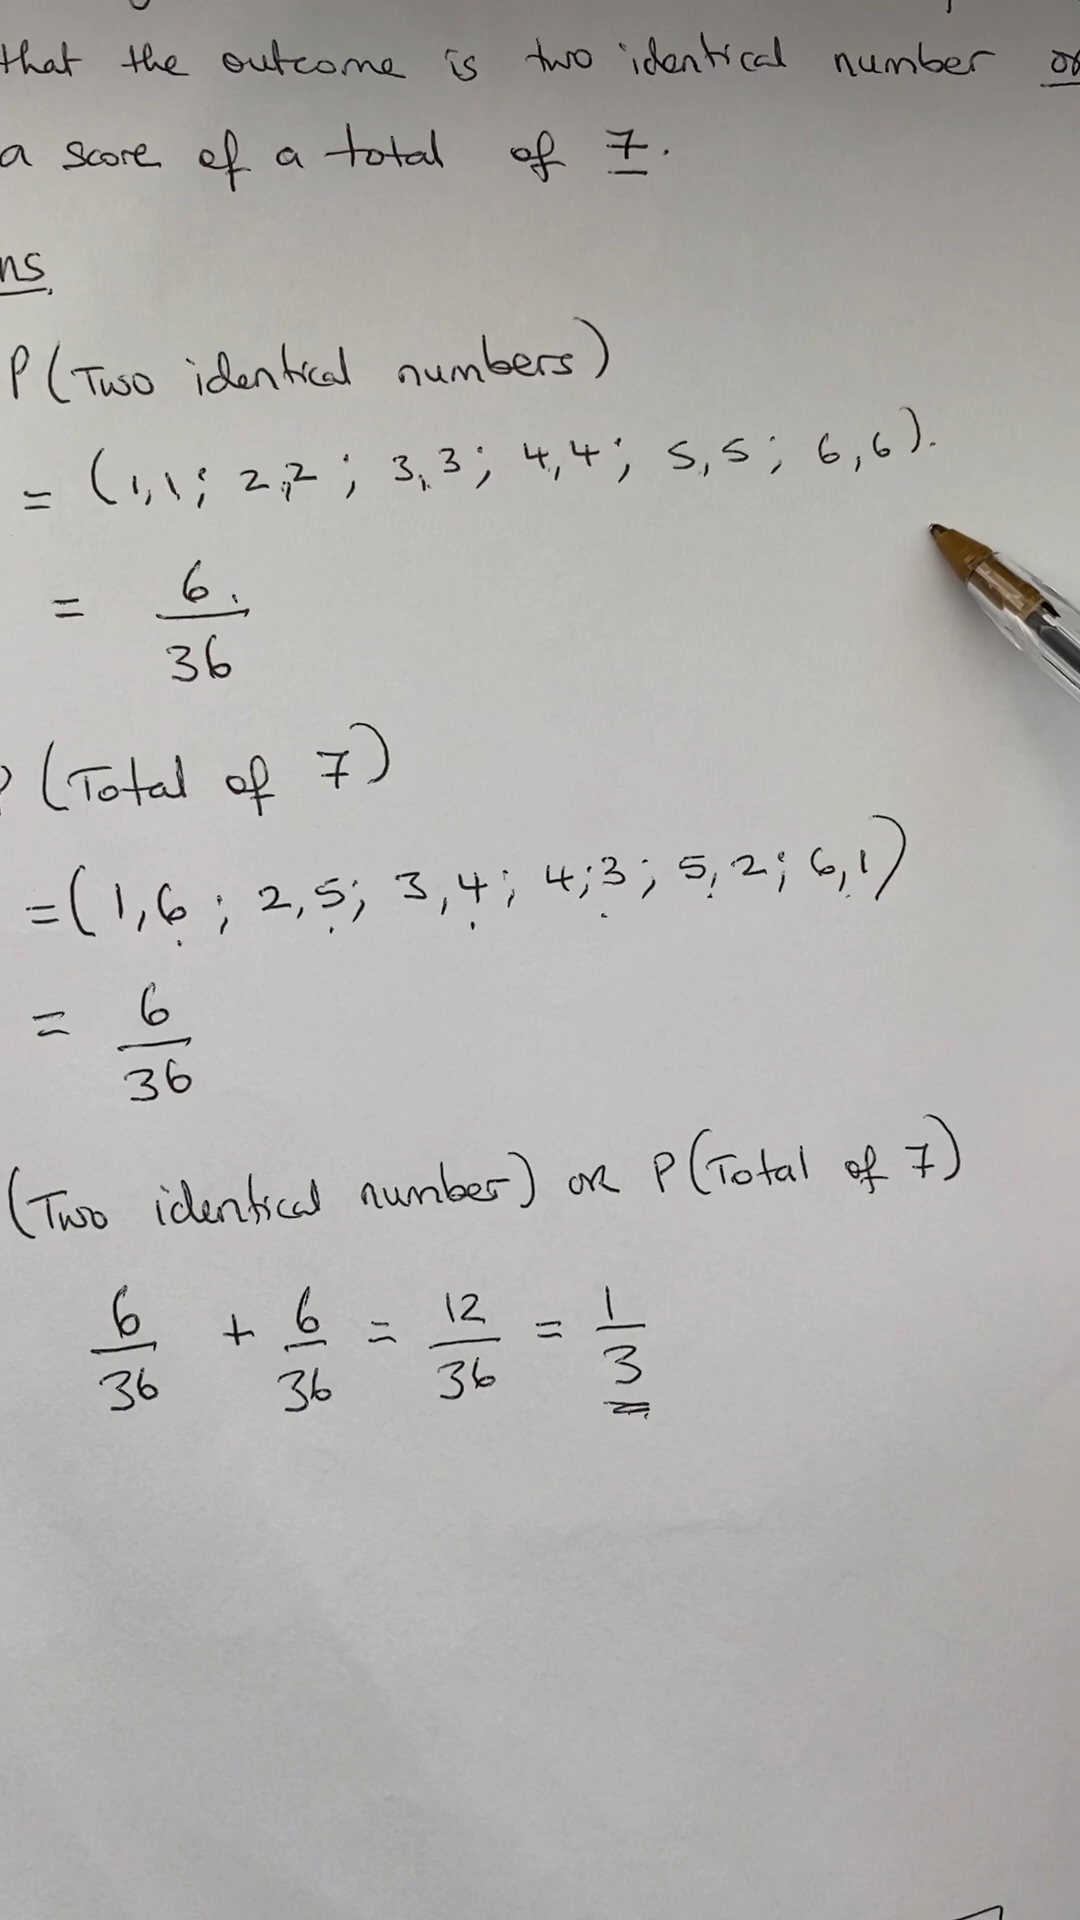 that the outcome is two identical number or
a score of a total of 7.
ns.
P (Two identical numbers)
= (1,1; 2,2; 3,3; 4,4; 5,5; 6,6).
= 6/36
P (Total of 7)
= (1,6; 2,5; 3,4; 4;3; 5,2; 6,1)
= 6/36
(Two identical number) or P (Total of 7)
6/36 + 6/36 = 12/36 = 1/3